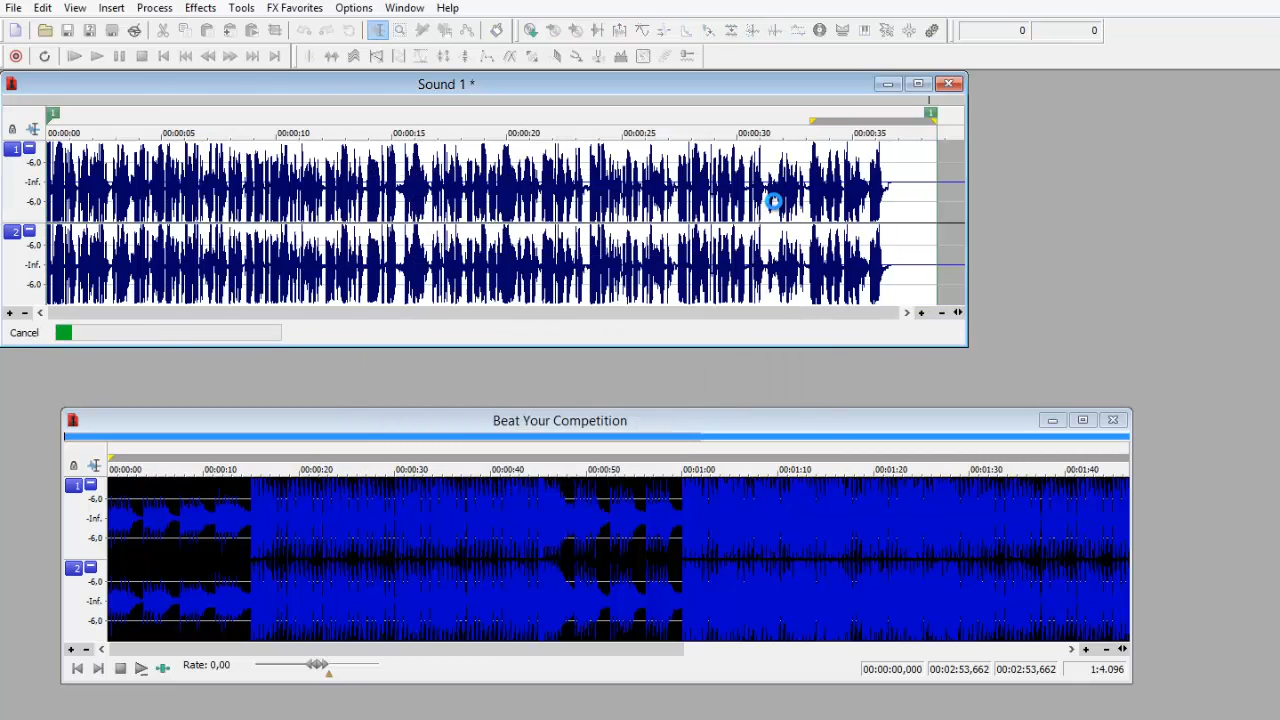 File Edit View Insert Process Effects Tools FX Favorites Options Window Help
0 0
Sound 1 *
1 1
00:00:00 00:00:05 00:00:10 00:00:15 00:00:20 00:00:25 00:00:30 00:00:35
1
-6.0
-Inf.
-6.0
2
-6.0
-Inf.
-6.0
Cancel
Beat Your Competition
00:00:00 00:00:10 00:00:20 00:00:30 00:00:40 00:00:50 00:01:00 00:01:10 00:01:20 00:01:30 00:01:40
1
-6.0
-Inf.
-6.0
2
-6.0
-Inf.
-6.0
Rate: 0,00 00:00:00,000 00:02:53,662 00:02:53,662 1:4.096